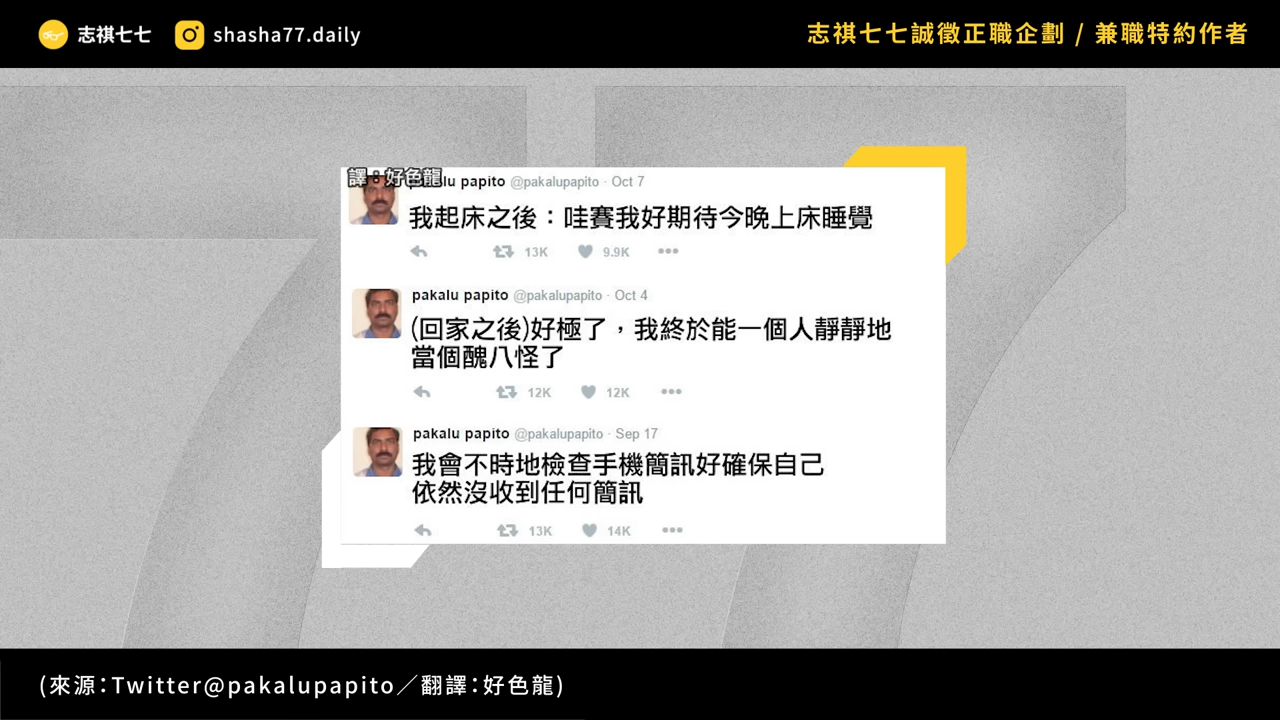 志祺七七 shasha77.daily 志祺七七誠徵正職企劃 / 兼職特約作者
譯：好色龍
papito @pakalupapito · Oct 7
我起床之後：哇賽我好期待今晚上床睡覺
13K 9.9K
pakalu papito @pakalupapito · Oct 4
(回家之後)好極了，我終於能一個人靜靜地
當個醜八怪了
12K 12K
pakalu papito @pakalupapito · Sep 17
我會不時地檢查手機簡訊好確保自己
依然沒收到任何簡訊
13K 14K
(來源：Twitter@pakalupapito／翻譯：好色龍)